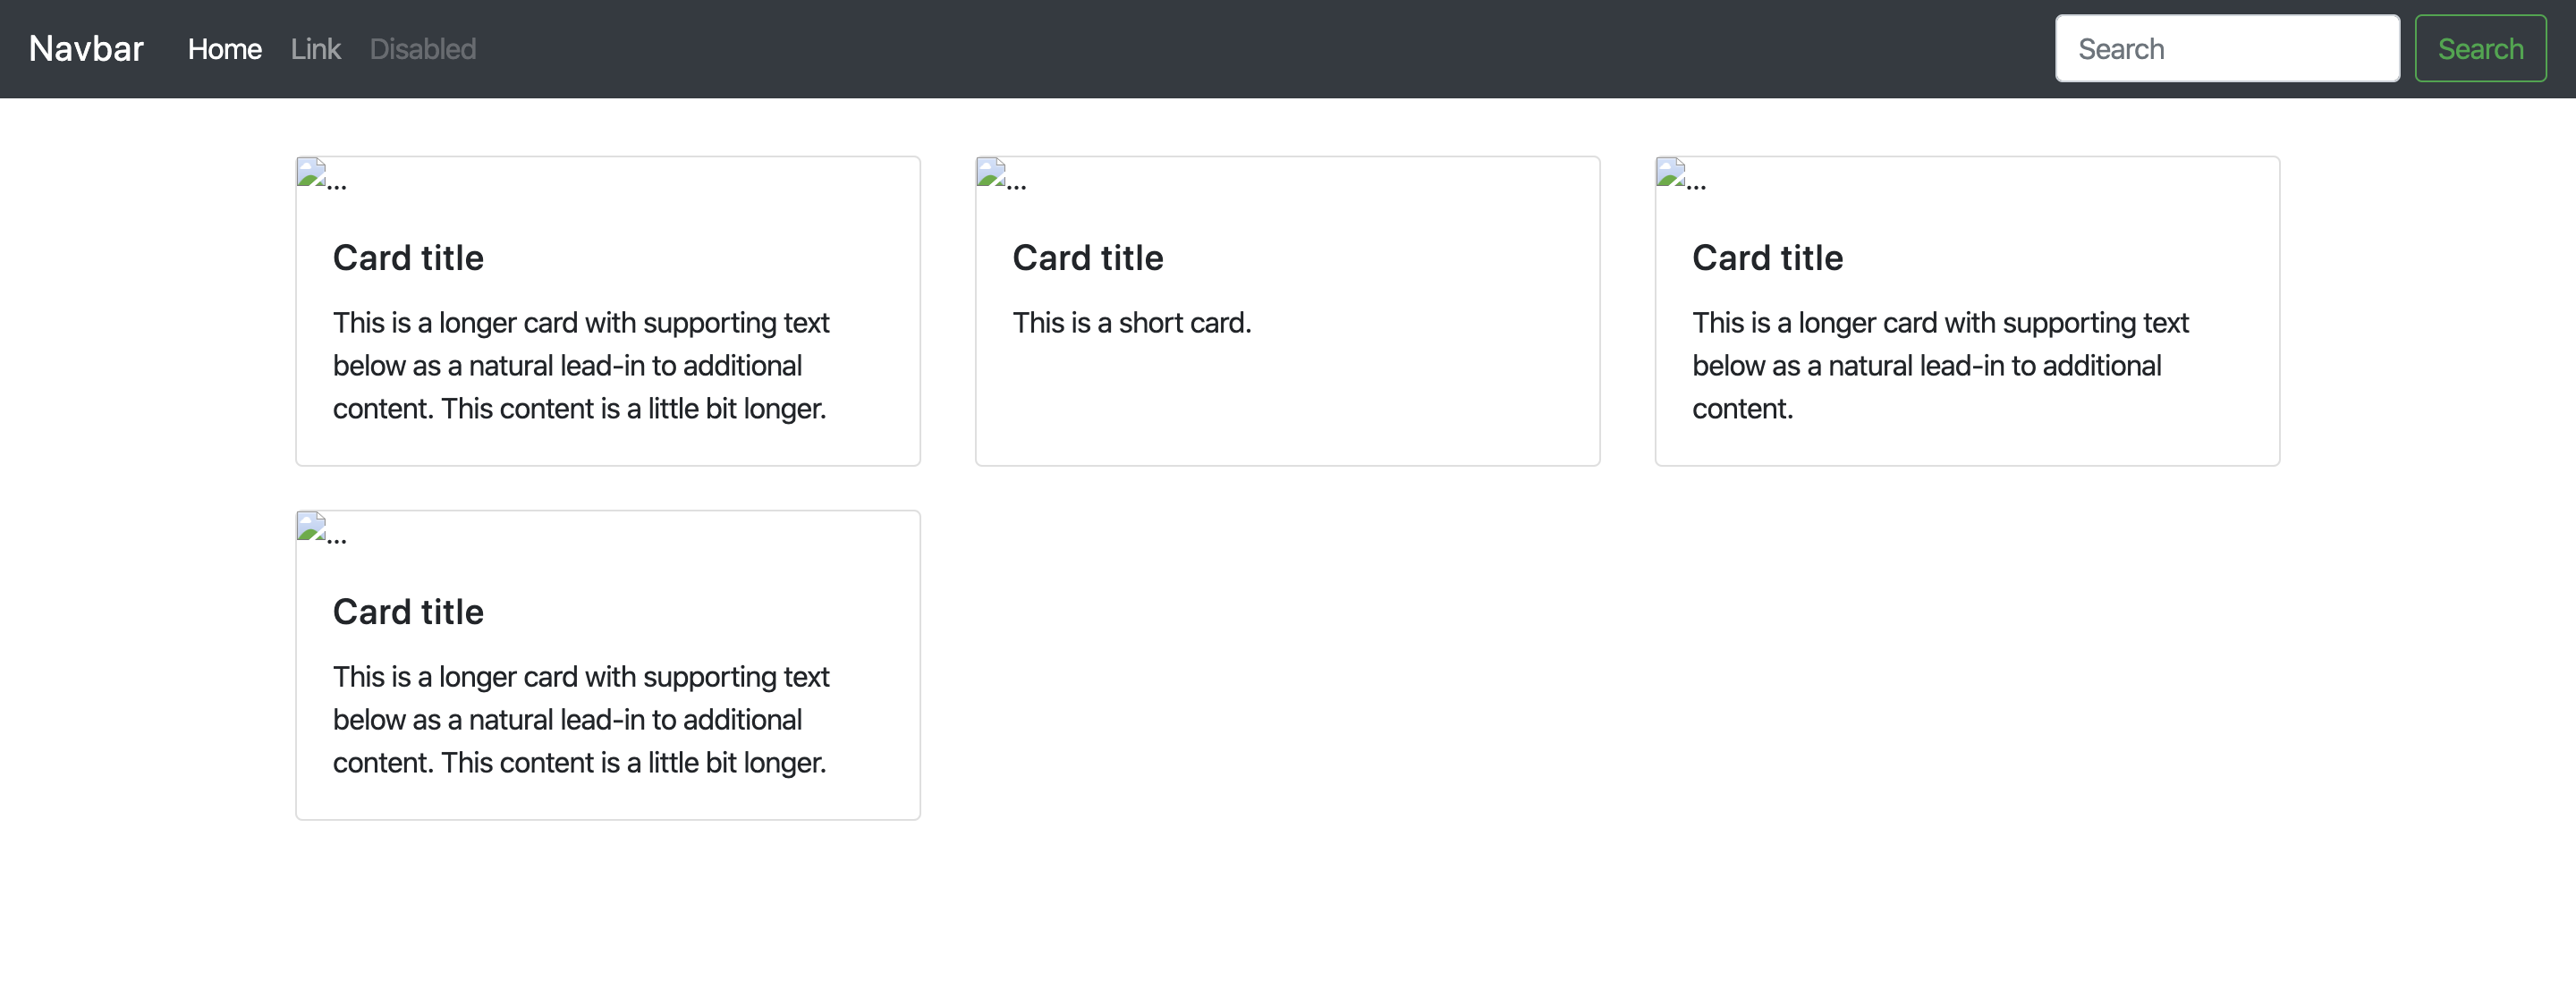 Navbar Home Link Disabled Search Search
...
Card title
This is a longer card with supporting text
below as a natural lead-in to additional
content. This content is a little bit longer.
...
Card title
This is a short card.
...
Card title
This is a longer card with supporting text
below as a natural lead-in to additional
content.
...
Card title
This is a longer card with supporting text
below as a natural lead-in to additional
content. This content is a little bit longer.